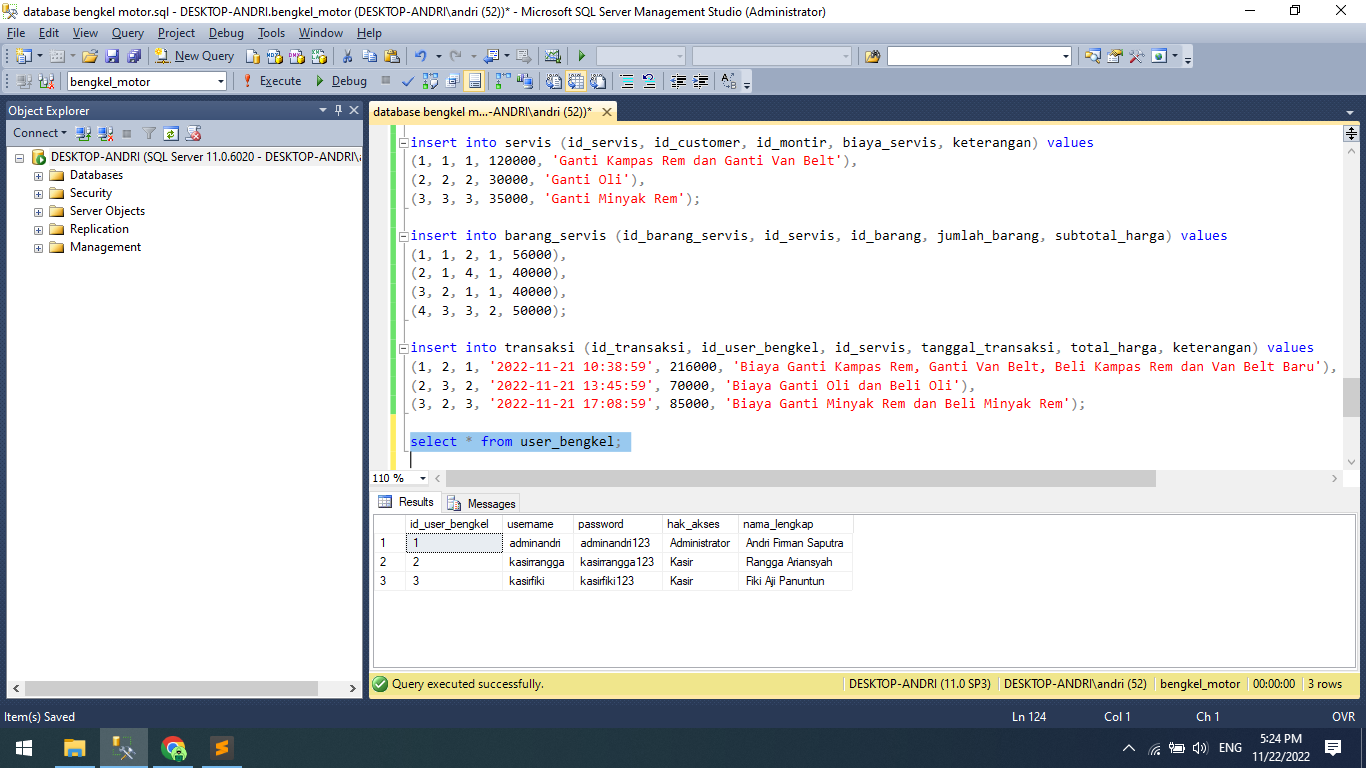 database bengkel motor.sql - DESKTOP-ANDRI.bengkel_motor (DESKTOP-ANDRI\andri (52))* - Microsoft SQL Server Management Studio (Administrator)
File Edit View Query Project Debug Tools Window Help
New Query
bengkel_motor Execute Debug
Object Explorer
Connect
DESKTOP-ANDRI (SQL Server 11.0.6020 - DESKTOP-ANDRI\
Databases
Security
Server Objects
Replication
Management
database bengkel m...-ANDRI\andri (52))*
insert into servis (id_servis, id_customer, id_montir, biaya_servis, keterangan) values
(1, 1, 1, 120000, 'Ganti Kampas Rem dan Ganti Van Belt'),
(2, 2, 2, 30000, 'Ganti Oli'),
(3, 3, 3, 35000, 'Ganti Minyak Rem');
insert into barang_servis (id_barang_servis, id_servis, id_barang, jumlah_barang, subtotal_harga) values
(1, 1, 2, 1, 56000),
(2, 1, 4, 1, 40000),
(3, 2, 1, 1, 40000),
(4, 3, 3, 2, 50000);
insert into transaksi (id_transaksi, id_user_bengkel, id_servis, tanggal_transaksi, total_harga, keterangan) values
(1, 2, 1, '2022-11-21 10:38:59', 216000, 'Biaya Ganti Kampas Rem, Ganti Van Belt, Beli Kampas Rem dan Van Belt Baru'),
(2, 3, 2, '2022-11-21 13:45:59', 70000, 'Biaya Ganti Oli dan Beli Oli'),
(3, 2, 3, '2022-11-21 17:08:59', 85000, 'Biaya Ganti Minyak Rem dan Beli Minyak Rem');
select * from user_bengkel;
110 %
Results Messages
id_user_bengkel username password hak_akses nama_lengkap
1 1 adminandri adminandri123 Administrator Andri Firman Saputra
2 2 kasirrangga kasirrangga123 Kasir Rangga Ariansyah
3 3 kasirfiki kasirfiki123 Kasir Fiki Aji Panuntun
Query executed successfully. DESKTOP-ANDRI (11.0 SP3) DESKTOP-ANDRI\andri (52) bengkel_motor 00:00:00 3 rows
Item(s) Saved Ln 124 Col 1 Ch 1 OVR
ENG
5:24 PM
11/22/2022